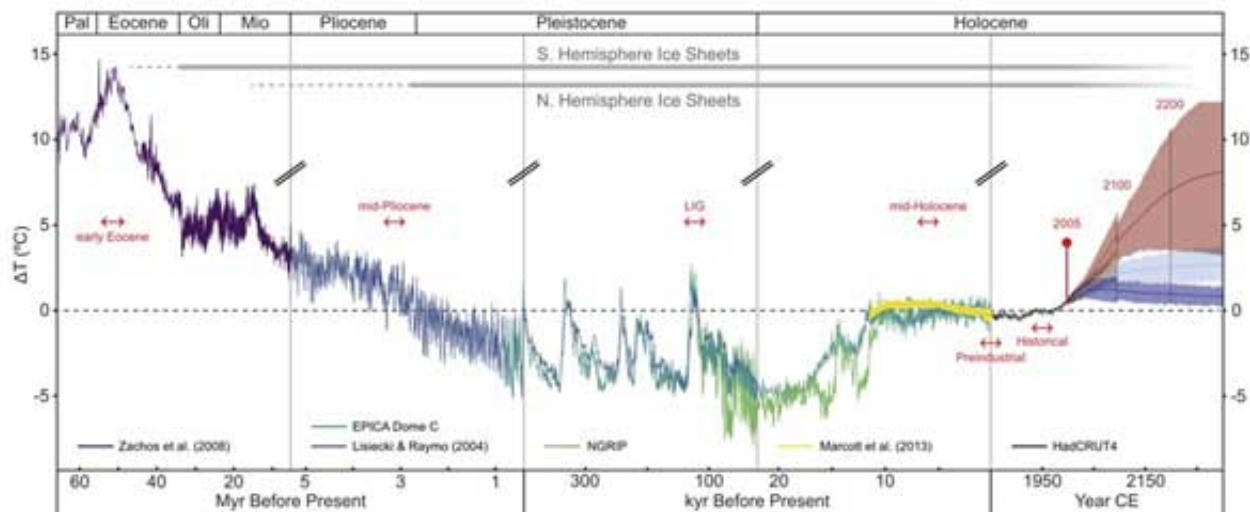 Pal Eocene Oli Mio Pliocene Pleistocene Holocene
15 S. Hemisphere Ice Sheets 15
N. Hemisphere Ice Sheets
2200
10 10
2100
mid-Pliocene LIG mid-Holocene
2005
5 5
early Eocene
ΔT (°C)
0 0
Historical
Preindustrial
-5 -5
EPICA Dome C
Zachos et al. (2008) Lisiecki & Raymo (2004) NGRIP Marcott et al. (2013) HadCRUT4
60 40 20 5 3 1 300 100 20 10 1950 2150
Myr Before Present kyr Before Present Year CE